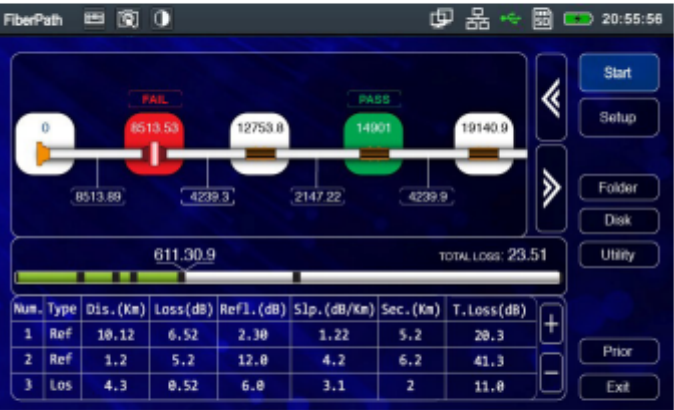 FiberPath
20:55:56
FAIL
PASS
0
8513.53
12753.8
14901
19140.9
8513.89
4239.3
2147.22
4239.9
611.30.9
TOTAL LOSS: 23.51
Num. Type Dis.(Km) Loss(dB) Refl.(dB) Slp.(dB/Km) Sec.(Km) T.Loss(dB)
1 Ref 10.12 6.52 2.30 1.22 5.2 20.3
2 Ref 1.2 5.2 12.0 4.2 6.2 41.3
3 Los 4.3 0.52 6.0 3.1 2 11.0
+
−
Start
Setup
Folder
Disk
Utility
Prior
Exit